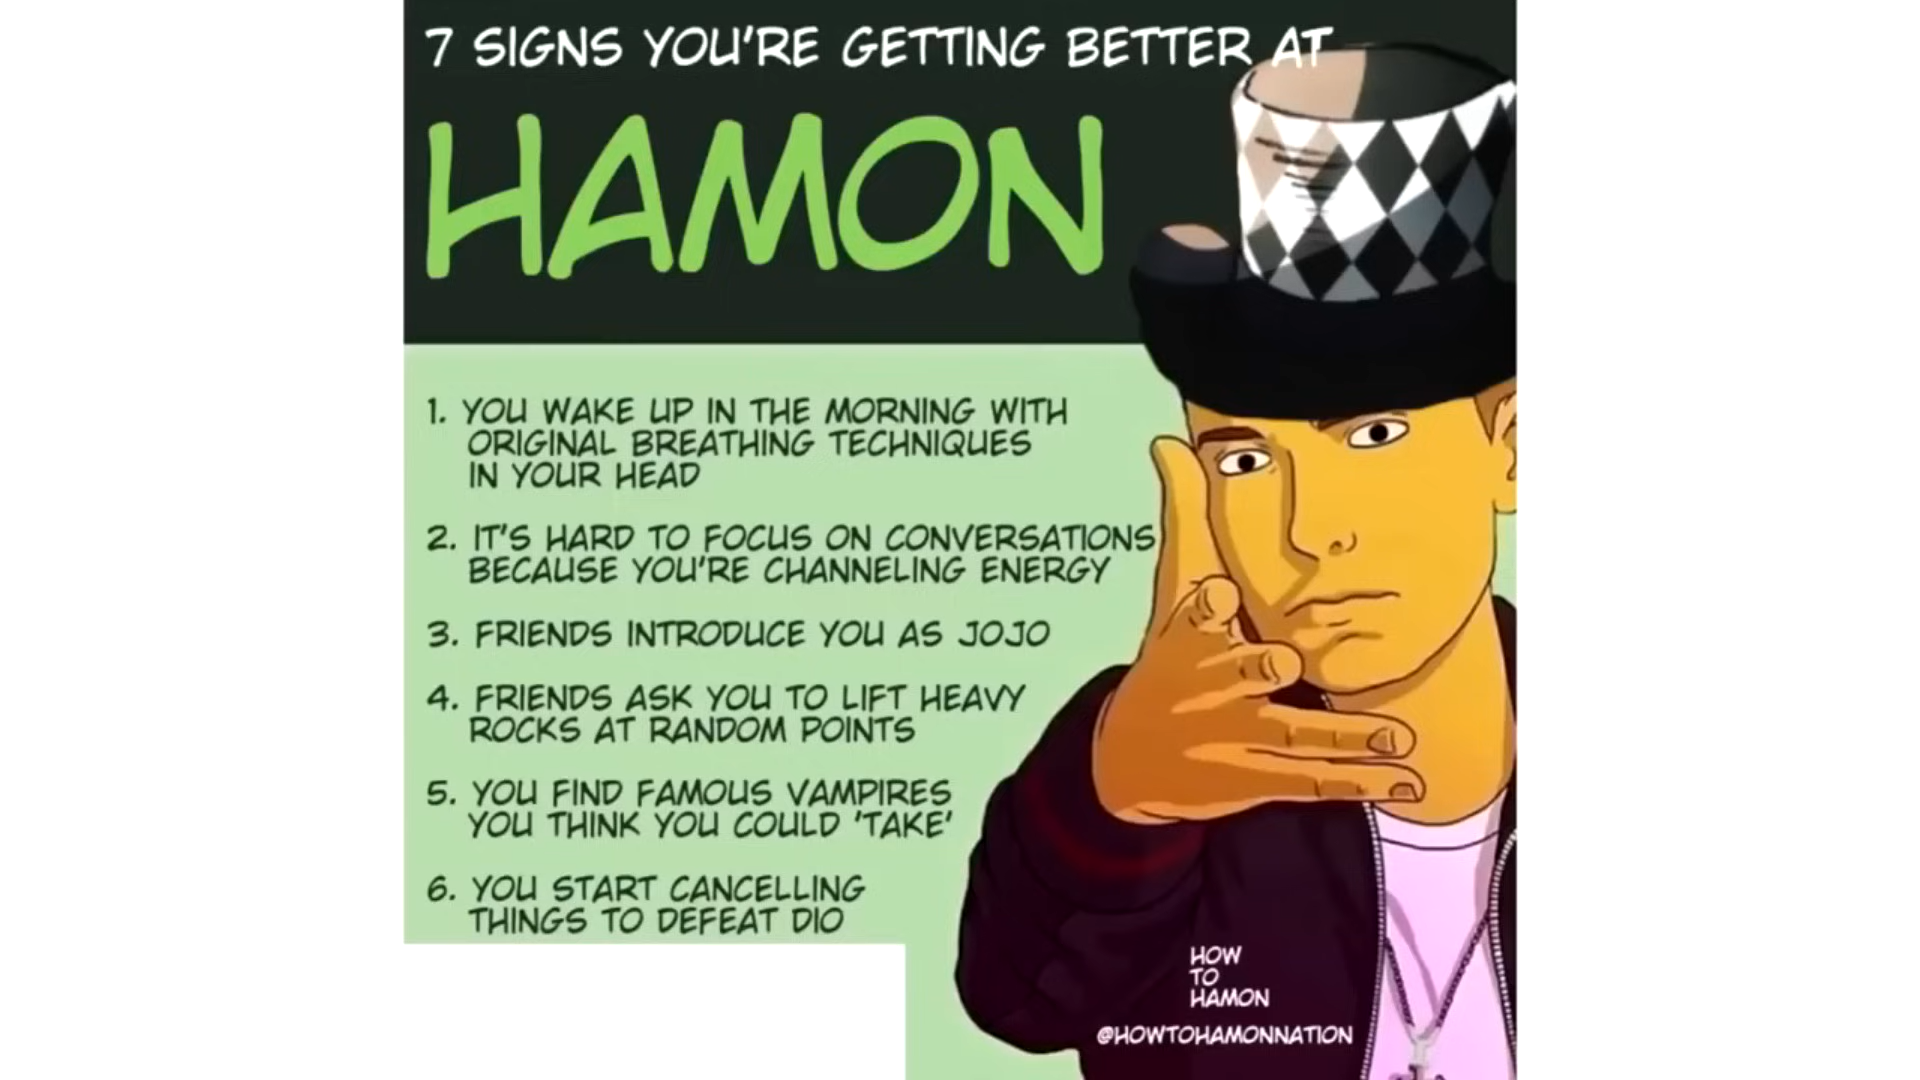 7 SIGNS YOU'RE GETTING BETTER AT
HAMON
1. YOU WAKE UP IN THE MORNING WITH
ORIGINAL BREATHING TECHNIQUES
IN YOUR HEAD
2. IT'S HARD TO FOCUS ON CONVERSATIONS
BECAUSE YOU'RE CHANNELING ENERGY
3. FRIENDS INTRODUCE YOU AS JOJO
4. FRIENDS ASK YOU TO LIFT HEAVY
ROCKS AT RANDOM POINTS
5. YOU FIND FAMOUS VAMPIRES
YOU THINK YOU COULD 'TAKE'
6. YOU START CANCELLING
THINGS TO DEFEAT DIO
HOW
TO
HAMON
@HOWTOHAMONNATION